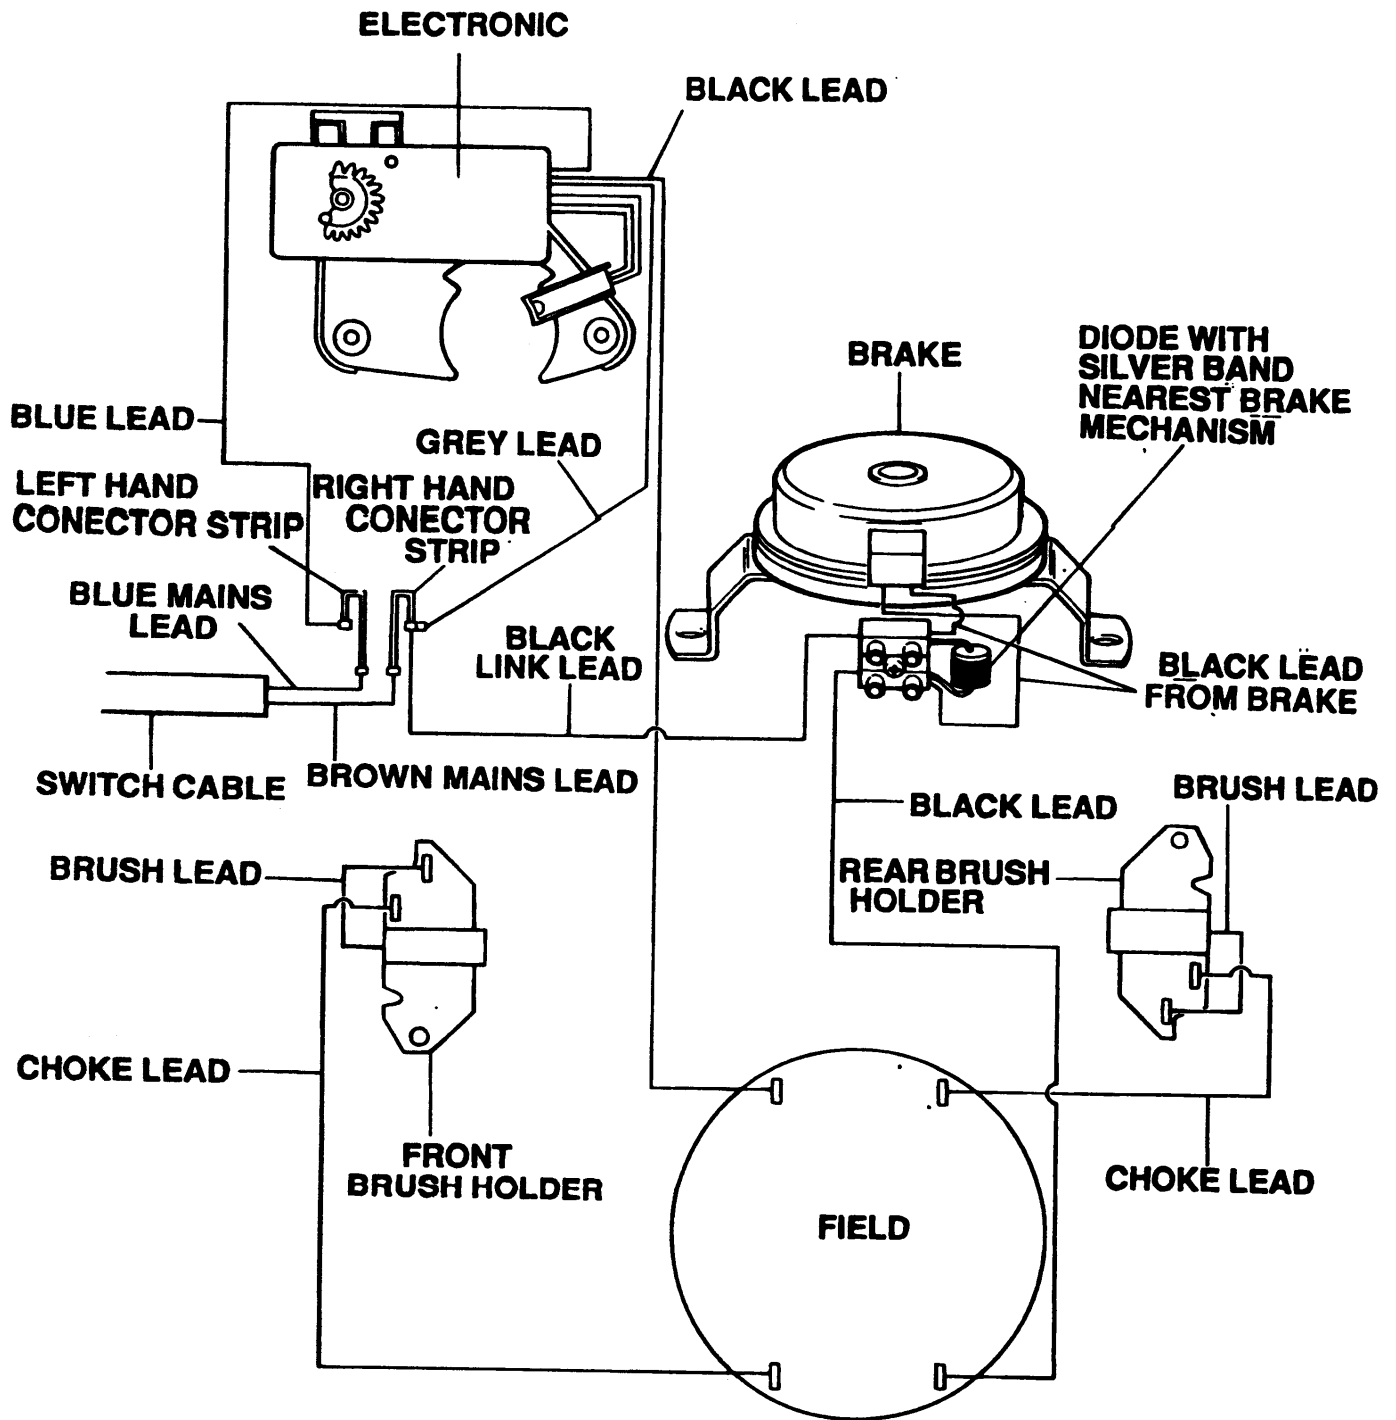 ELECTRONIC
BLACK LEAD
BRAKE
DIODE WITH
SILVER BAND
NEAREST BRAKE
MECHANISM
BLUE LEAD
GREY LEAD
LEFT HAND
CONECTOR STRIP
RIGHT HAND
CONECTOR
STRIP
BLUE MAINS
LEAD
BLACK
LINK LEAD
BLACK LEAD
FROM BRAKE
SWITCH CABLE
BROWN MAINS LEAD
BLACK LEAD
BRUSH LEAD
BRUSH LEAD
REAR BRUSH
HOLDER
CHOKE LEAD
FRONT
BRUSH HOLDER
CHOKE LEAD
FIELD